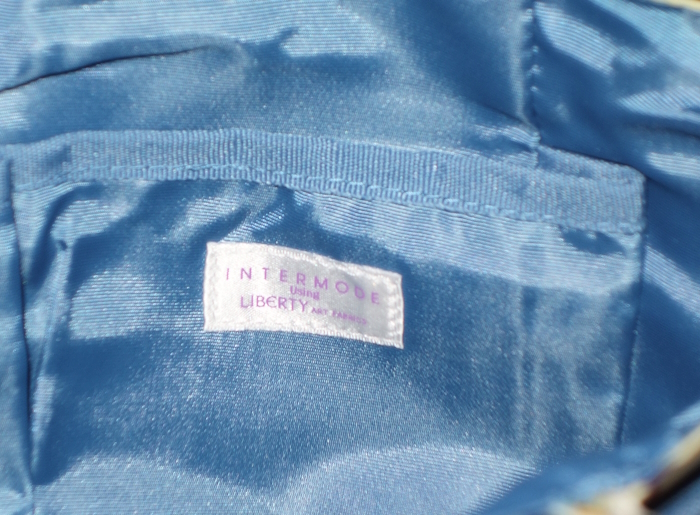 INTERMODE
Using
LIBERTY ART FABRICS